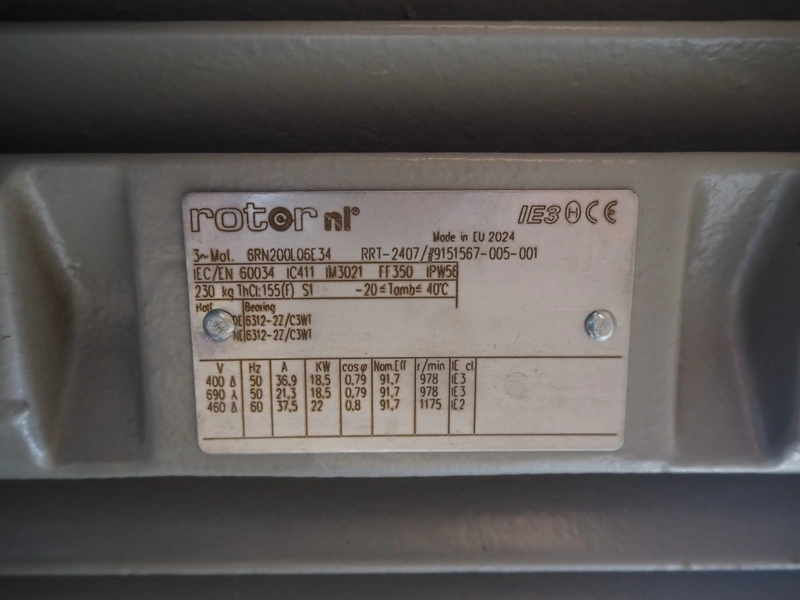 rotor nl®
IE3 H CE
Made in EU 2024
3~Mot. 6RN200L06E34 RRT-2407/#9151567-005-001
IEC/EN 60034 IC411 IM3021 FF350 IPW56
230 kg ThCl:155(F) S1 -20≤Tamb≤ 40°C
Bearing
DE 6312-2Z/C3WT
NE 6312-2Z/C3WT
V Hz A KW cosφ Nom.Eff r/min IE cl.
400 Δ 50 36,9 18,5 0,79 91,7 978 IE3
690 Y 50 21,3 18,5 0,79 91,7 978 IE3
460 Δ 60 37,5 22 0,8 91,7 1175 IE2